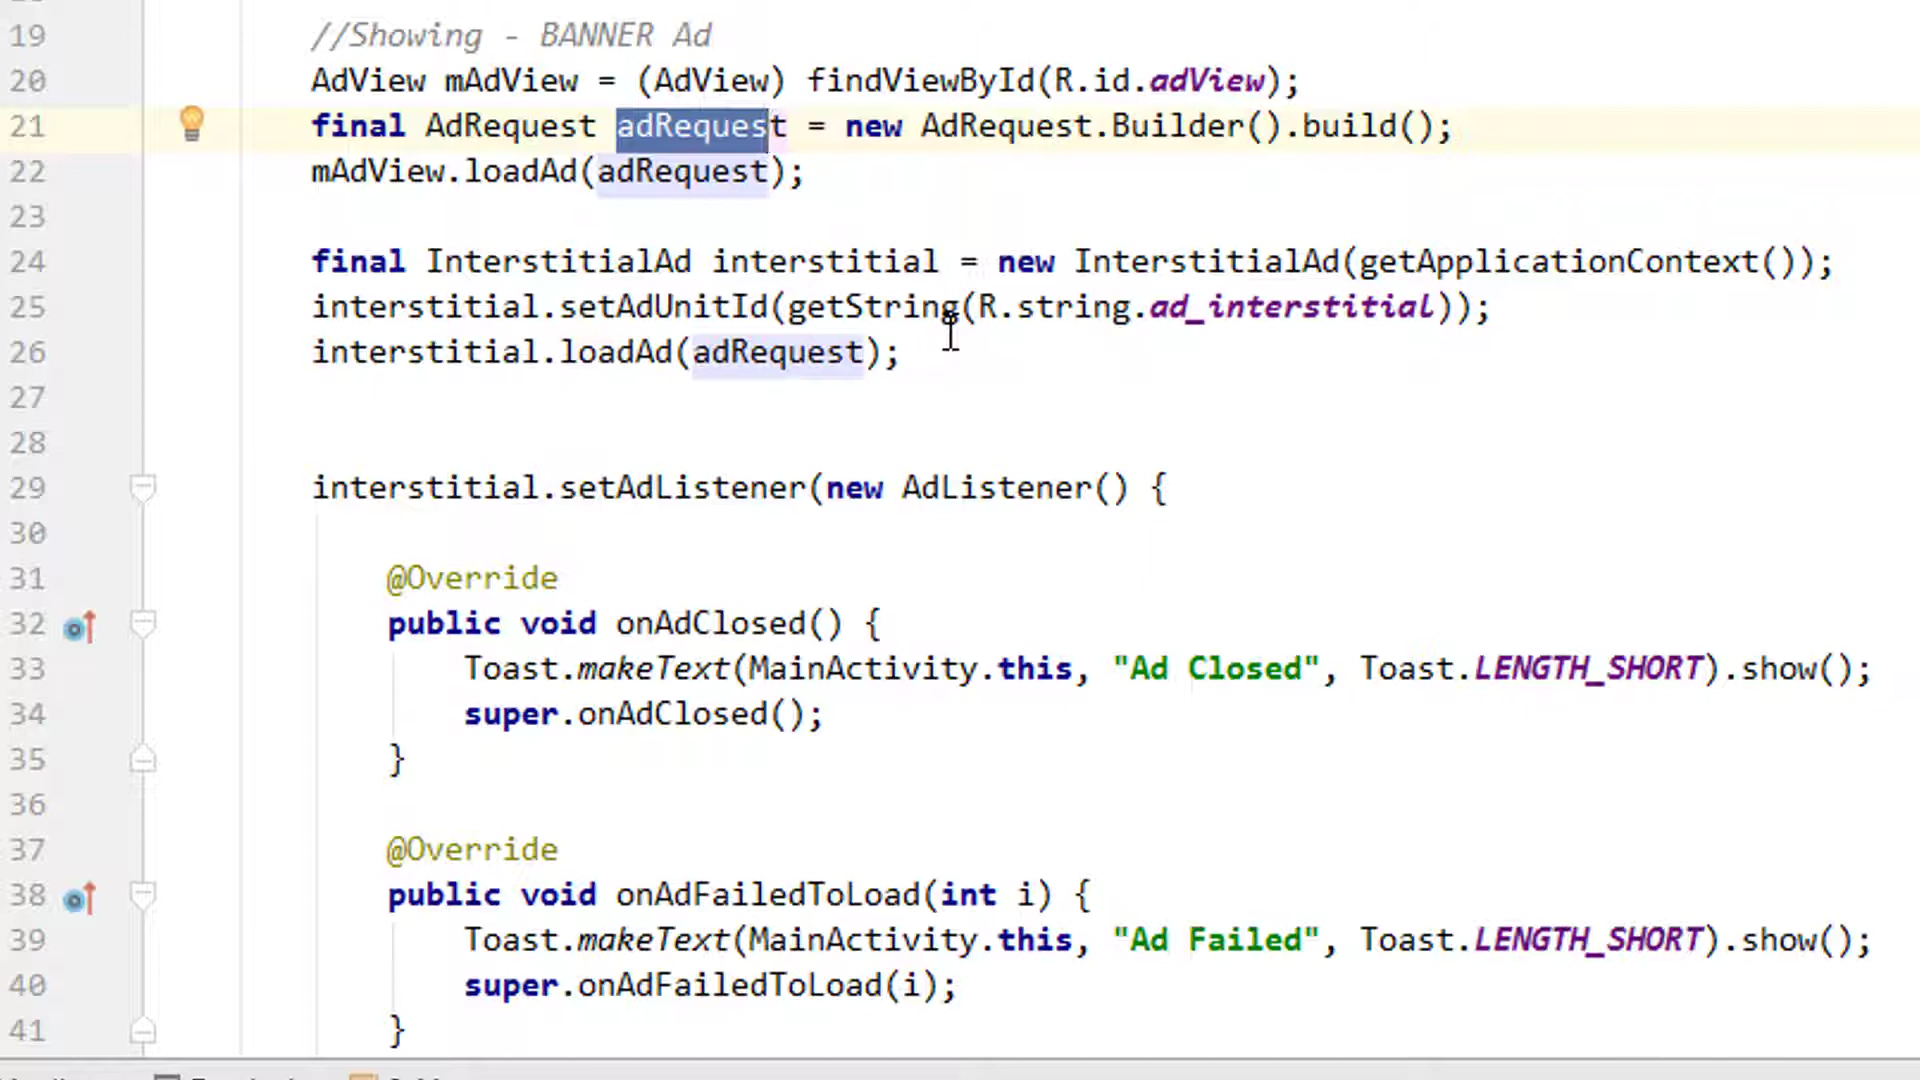 19 //Showing - BANNER Ad
20 AdView mAdView = (AdView) findViewById(R.id.adView);
21 final AdRequest adRequest = new AdRequest.Builder().build();
22 mAdView.loadAd(adRequest);
23
24 final InterstitialAd interstitial = new InterstitialAd(getApplicationContext());
25 interstitial.setAdUnitId(getString(R.string.ad_interstitial));
26 interstitial.loadAd(adRequest);
27
28
29 interstitial.setAdListener(new AdListener() {
30
31 @Override
32 public void onAdClosed() {
33 Toast.makeText(MainActivity.this, "Ad Closed", Toast.LENGTH_SHORT).show();
34 super.onAdClosed();
35 }
36
37 @Override
38 public void onAdFailedToLoad(int i) {
39 Toast.makeText(MainActivity.this, "Ad Failed", Toast.LENGTH_SHORT).show();
40 super.onAdFailedToLoad(i);
41 }